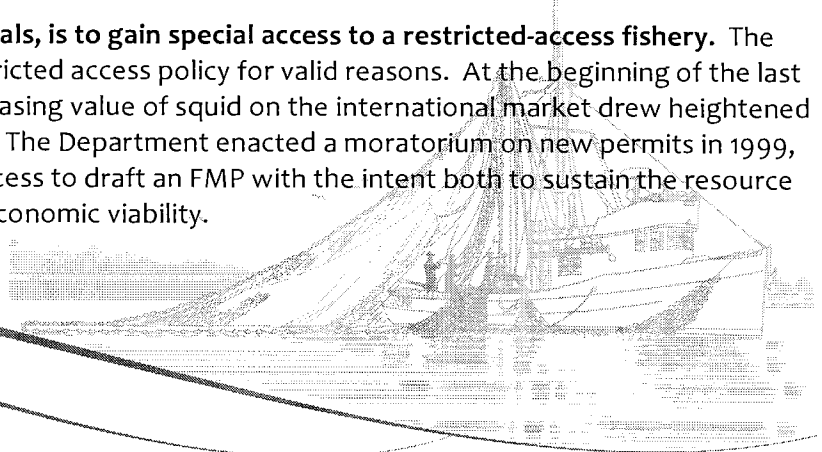 als, is to gain special access to a restricted-access fishery. The
ricted access policy for valid reasons. At the beginning of the last
asing value of squid on the international market drew heightened
The Department enacted a moratorium on new permits in 1999,
cess to draft an FMP with the intent both to sustain the resource
conomic viability.